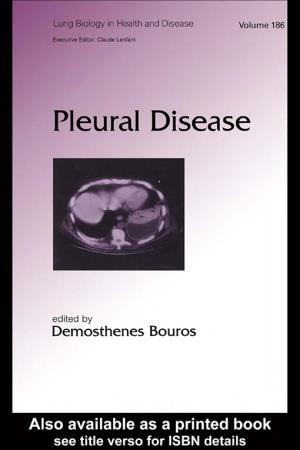 Lung Biology in Health and Disease
Volume 186
Executive Editor: Claude Lenfant
Pleural Disease
edited by
Demosthenes Bouros
Also available as a printed book
see title verso for ISBN details